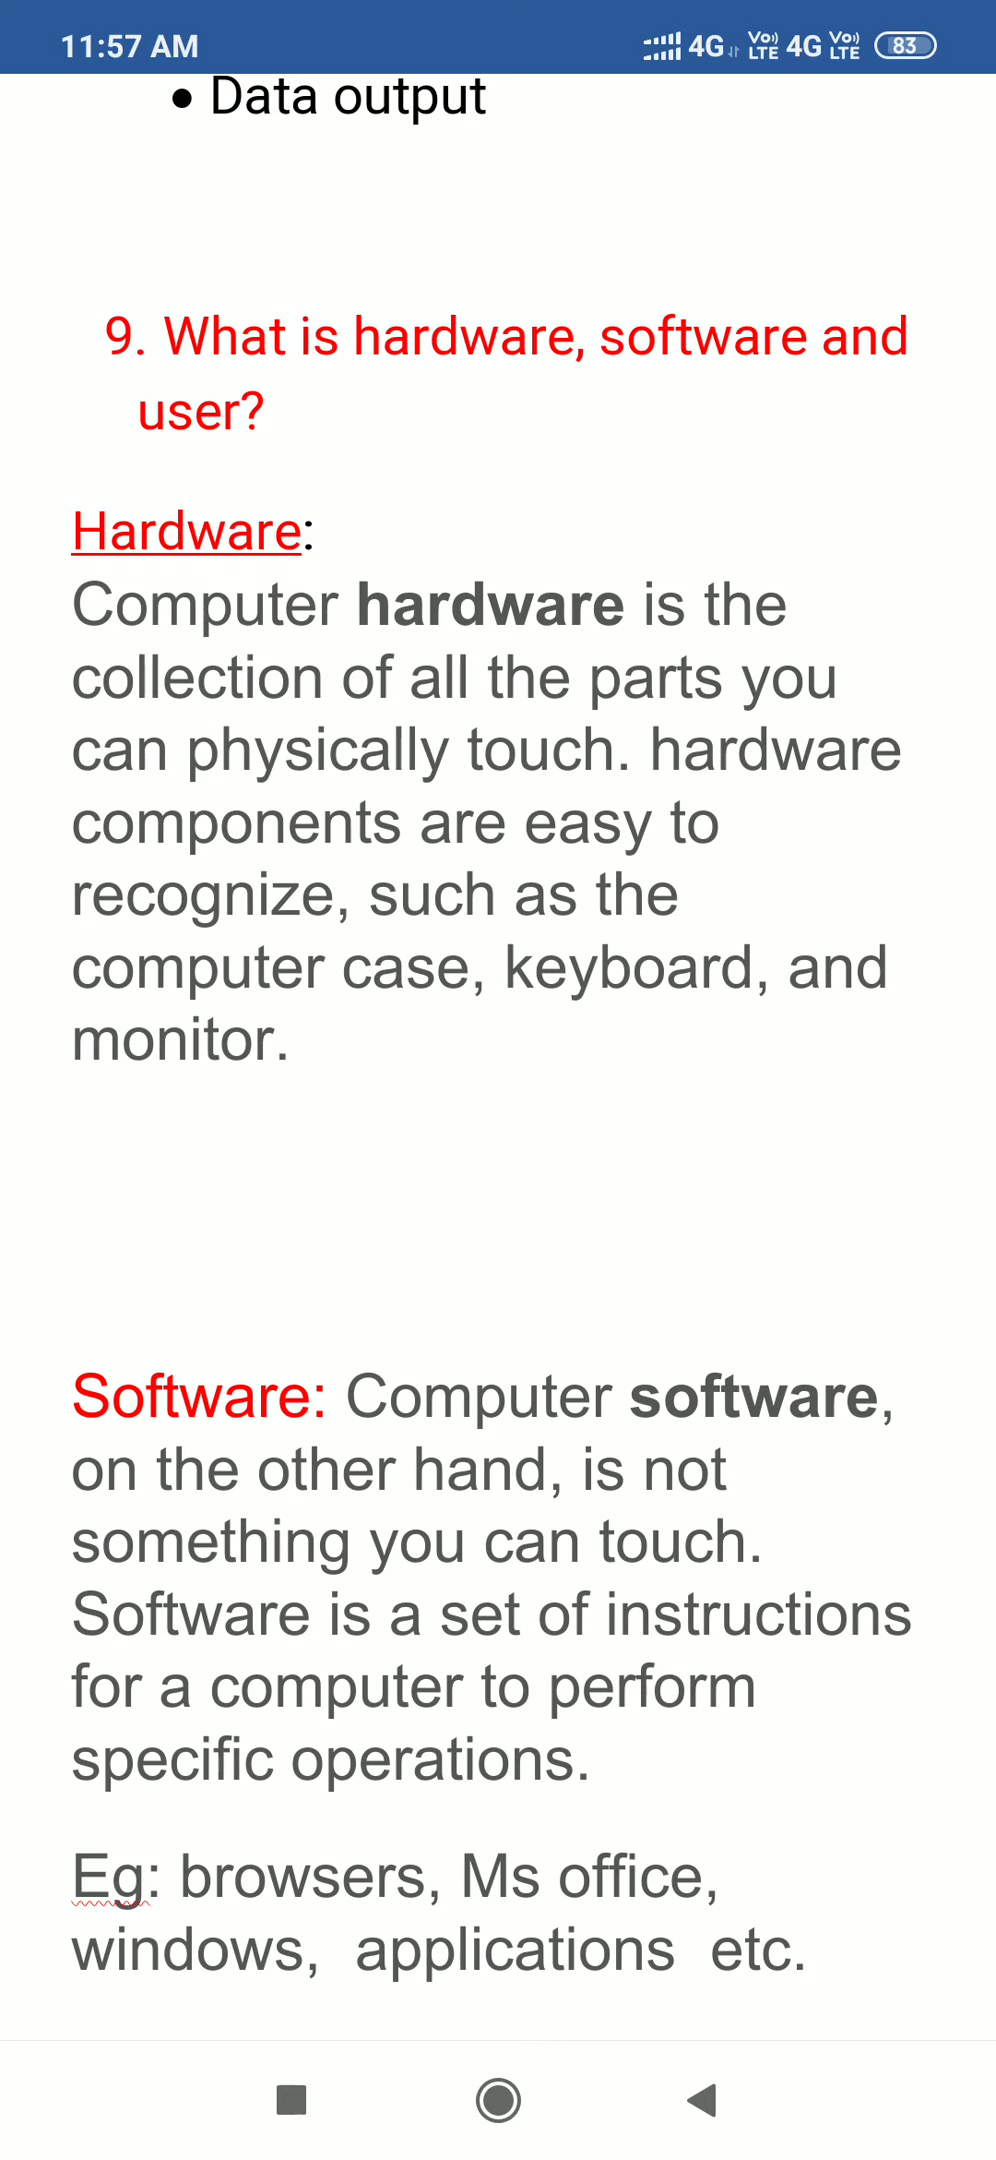 11:57 AM 4G VoLTE 4G VoLTE 83
• Data output
9. What is hardware, software and
user?
Hardware:
Computer hardware is the
collection of all the parts you
can physically touch. hardware
components are easy to
recognize, such as the
computer case, keyboard, and
monitor.
Software: Computer software,
on the other hand, is not
something you can touch.
Software is a set of instructions
for a computer to perform
specific operations.
Eg: browsers, Ms office,
windows,  applications  etc.